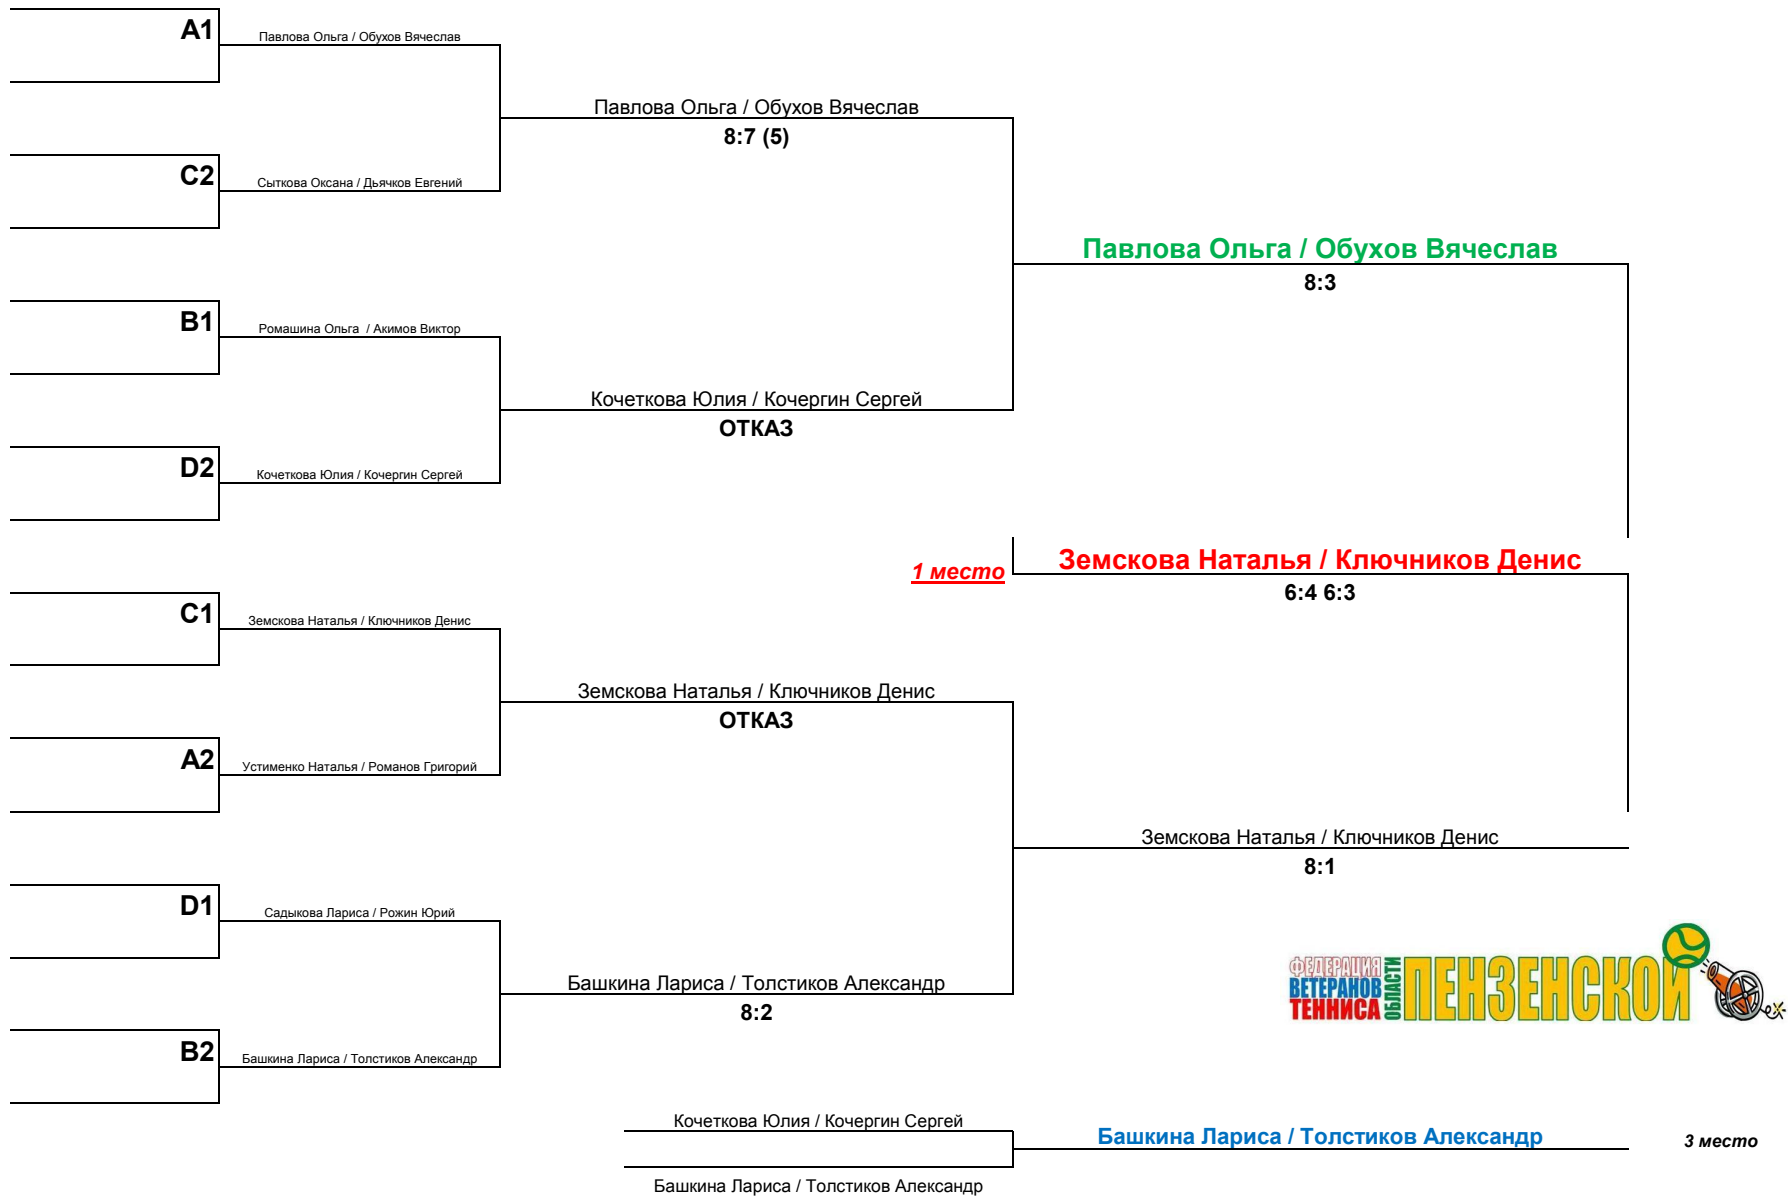 A1
Павлова Ольга / Обухов Вячеслав
Павлова Ольга / Обухов Вячеслав
8:7 (5)
C2
Сыткова Оксана / Дьячков Евгений
Павлова Ольга / Обухов Вячеслав
8:3
B1
Ромашина Ольга / Акимов Виктор
Кочеткова Юлия / Кочергин Сергей
ОТКАЗ
D2
Кочеткова Юлия / Кочергин Сергей
1 место
Земскова Наталья / Ключников Денис
6:4 6:3
C1
Земскова Наталья / Ключников Денис
Земскова Наталья / Ключников Денис
ОТКАЗ
A2
Устименко Наталья / Романов Григорий
Земскова Наталья / Ключников Денис
8:1
D1
Садыкова Лариса / Рожин Юрий
Башкина Лариса / Толстиков Александр
8:2
ФЕДЕРАЦИЯ
ВЕТЕРАНОВ
ТЕННИСА
ОБЛАСТИ
ПЕНЗЕНСКОЙ
B2
Башкина Лариса / Толстиков Александр
Кочеткова Юлия / Кочергин Сергей
Башкина Лариса / Толстиков Александр
3 место
Башкина Лариса / Толстиков Александр